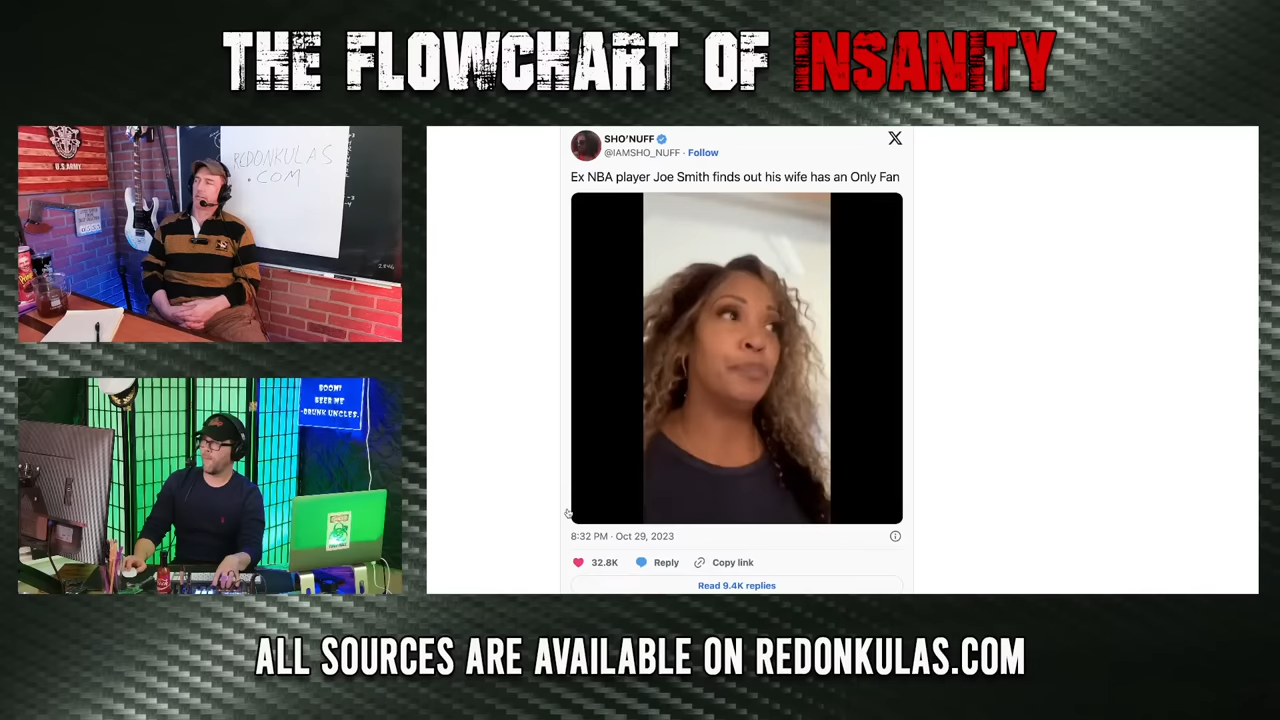 THE FLOWCHART OF INSANITY
U.S. ARMY
REDONKULAS
.COM
BOOM!
BEER ME
-DRUNK UNCLES.
SHO'NUFF
@IAMSHO_NUFF · Follow
Ex NBA player Joe Smith finds out his wife has an Only Fan
8:32 PM · Oct 29, 2023
32.8K Reply Copy link
Read 9.4K replies
ALL SOURCES ARE AVAILABLE ON REDONKULAS.COM